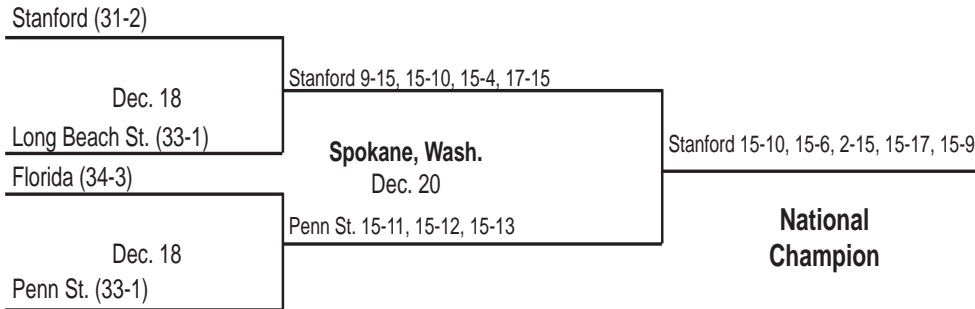 Stanford (31-2)
Dec. 18
Long Beach St. (33-1)
Florida (34-3)
Dec. 18
Penn St. (33-1)
Stanford 9-15, 15-10, 15-4, 17-15
Spokane, Wash.
Dec. 20
Penn St. 15-11, 15-12, 15-13
Stanford 15-10, 15-6, 2-15, 15-17, 15-9
National
Champion